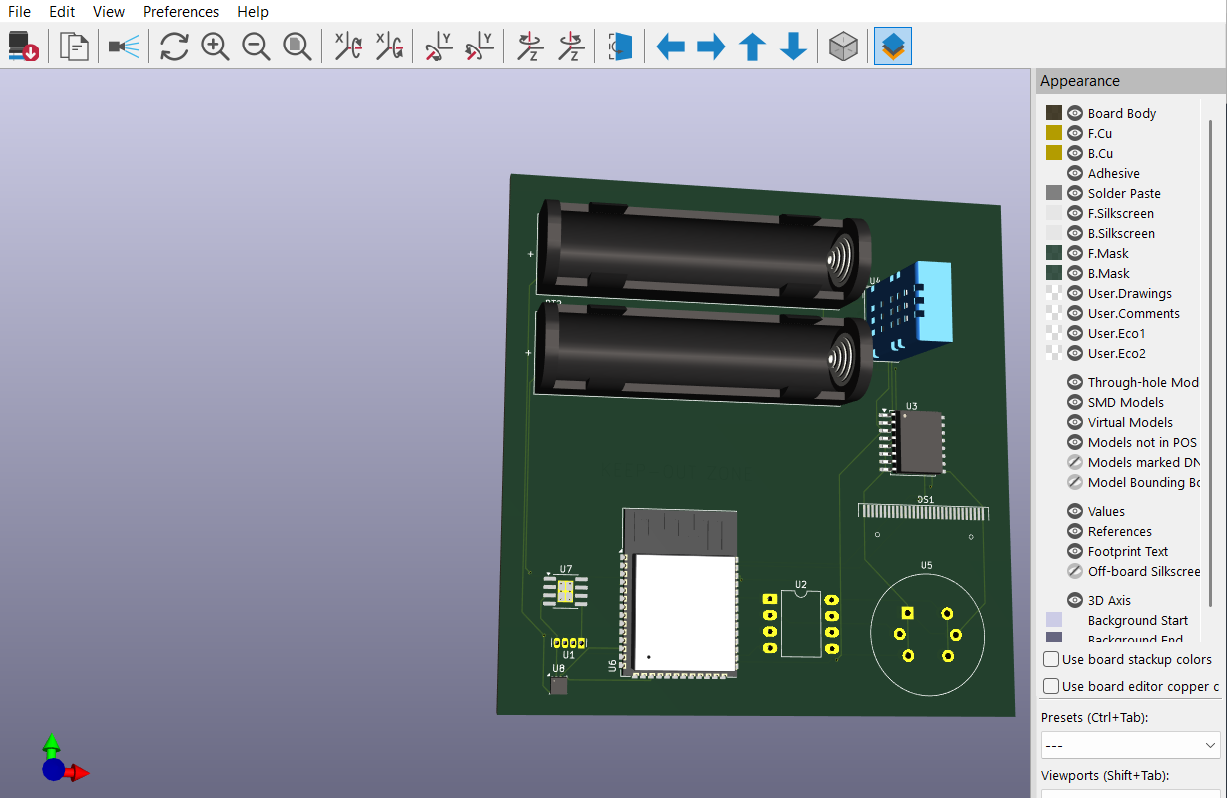 File Edit View Preferences Help
X X Y Y Z Z
Appearance
Board Body
F.Cu
B.Cu
Adhesive
Solder Paste
F.Silkscreen
B.Silkscreen
F.Mask
B.Mask
User.Drawings
User.Comments
User.Eco1
User.Eco2
Through-hole Mod
SMD Models
Virtual Models
Models not in POS
Models marked DN
Model Bounding Bo
Values
References
Footprint Text
Off-board Silkscree
3D Axis
Background Start
Background End
Use board stackup colors
Use board editor copper c
Presets (Ctrl+Tab):
---
Viewports (Shift+Tab):
+
U4
+
U3
DS1
U7
U5
U2
U1
U6
U8